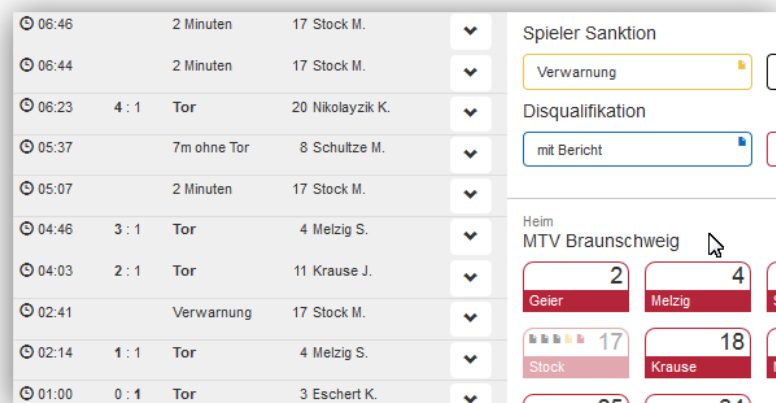 06:46 2 Minuten 17 Stock M.
06:44 2 Minuten 17 Stock M.
06:23 4 : 1 Tor 20 Nikolayzik K.
05:37 7m ohne Tor 8 Schultze M.
05:07 2 Minuten 17 Stock M.
04:46 3 : 1 Tor 4 Melzig S.
04:03 2 : 1 Tor 11 Krause J.
02:41 Verwarnung 17 Stock M.
02:14 1 : 1 Tor 4 Melzig S.
01:00 0 : 1 Tor 3 Eschert K.
Spieler Sanktion
Verwarnung
Disqualifikation
mit Bericht
Heim
MTV Braunschweig
2 4
Geier Melzig
17 18
Stock Krause